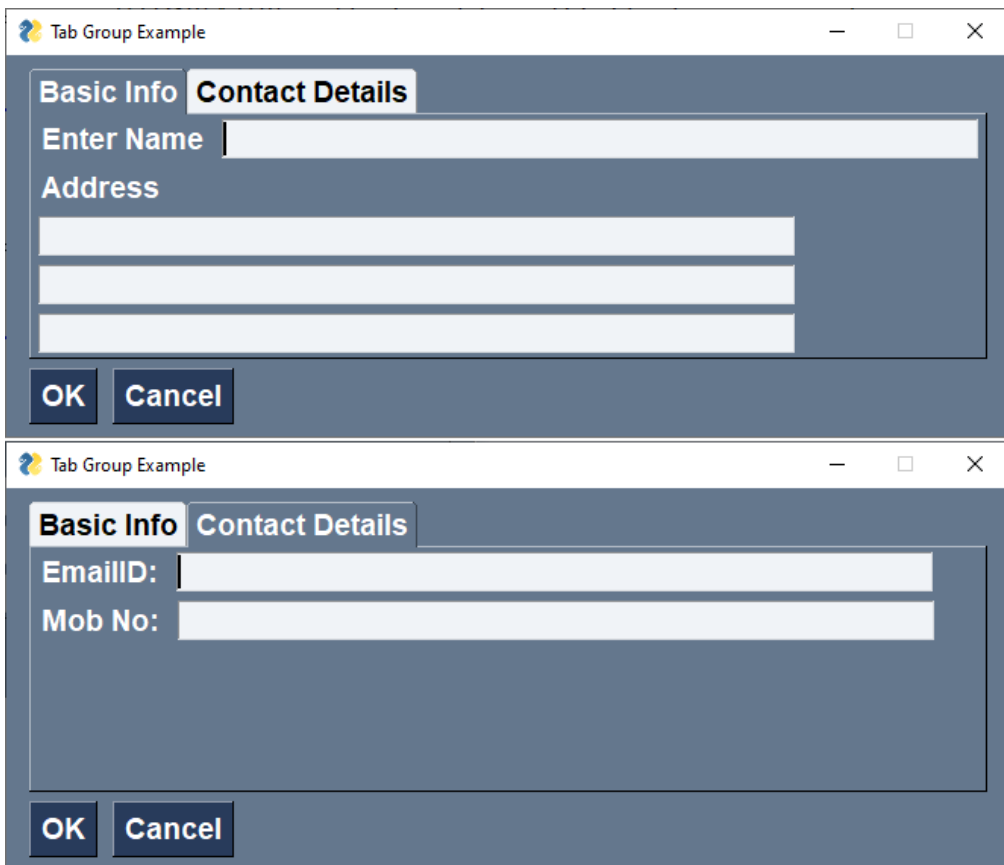 Tab Group Example
Basic Info Contact Details
Enter Name
Address
OK Cancel
Tab Group Example
Basic Info Contact Details
EmailID:
Mob No:
OK Cancel